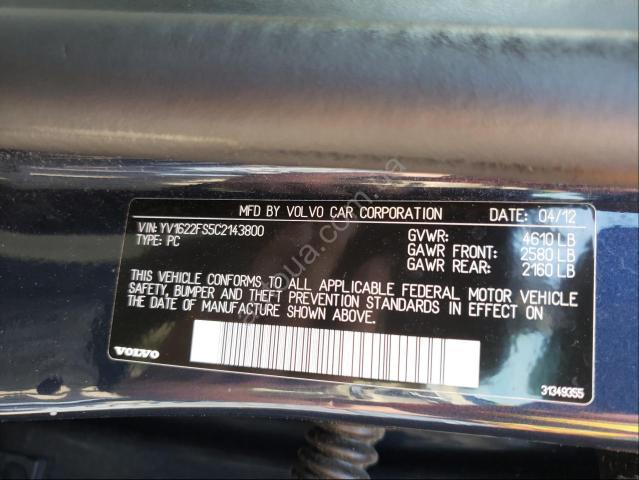 MFD BY VOLVO CAR CORPORATION DATE: 04/12
VIN: YV1622FS5C2143800 GVWR: 4610 LB
TYPE: PC GAWR FRONT: 2580 LB
GAWR REAR: 2160 LB
THIS VEHICLE CONFORMS TO ALL APPLICABLE FEDERAL MOTOR VEHICLE
SAFETY, BUMPER AND THEFT PREVENTION STANDARDS IN EFFECT ON
THE DATE OF MANUFACTURE SHOWN ABOVE.
VOLVO
31349355